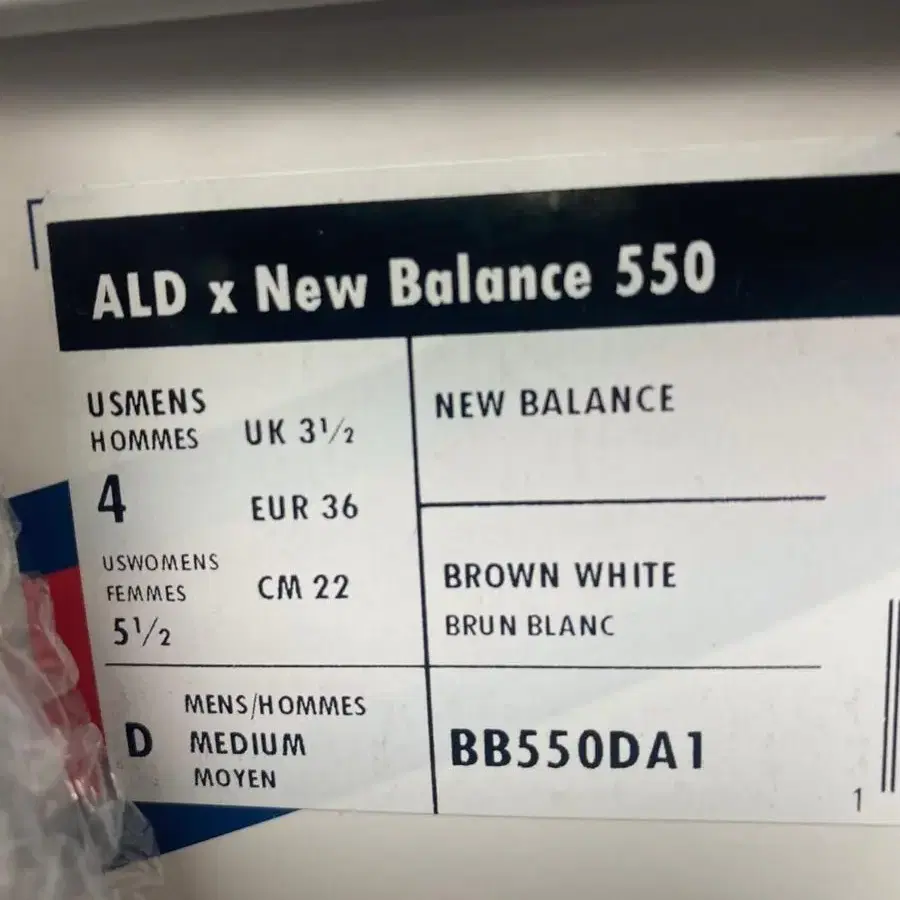 ALD x New Balance 550
USMENS
HOMMES
4
USWOMENS
FEMMES
5½
UK 3½
EUR 36
CM 22
D
MENS/HOMMES
MEDIUM
MOYEN
NEW BALANCE
BROWN WHITE
BRUN BLANC
BB550DA1
1